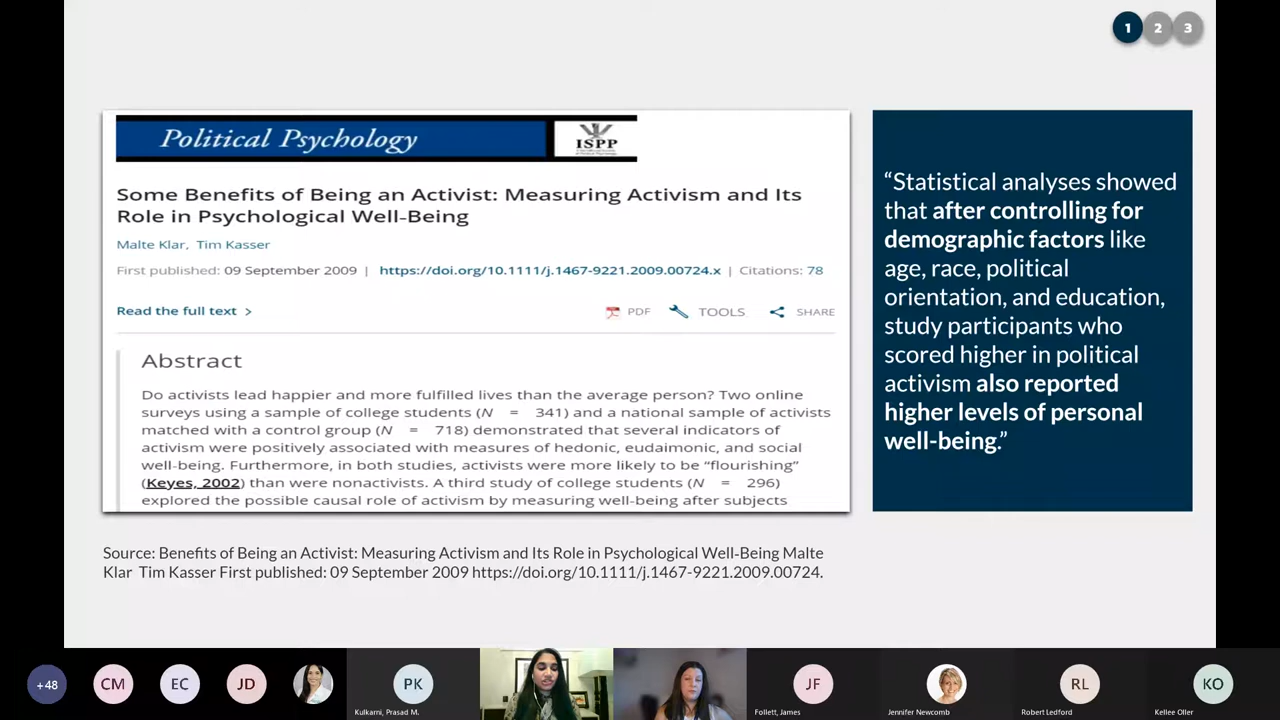 1 2 3
Political Psychology
ISPP
Some Benefits of Being an Activist: Measuring Activism and Its
Role in Psychological Well-Being
Malte Klar, Tim Kasser
First published: 09 September 2009 | https://doi.org/10.1111/j.1467-9221.2009.00724.x | Citations: 78
Read the full text >
PDF TOOLS SHARE
Abstract
Do activists lead happier and more fulfilled lives than the average person? Two online
surveys using a sample of college students (N = 341) and a national sample of activists
matched with a control group (N = 718) demonstrated that several indicators of
activism were positively associated with measures of hedonic, eudaimonic, and social
well-being. Furthermore, in both studies, activists were more likely to be “flourishing”
(Keyes, 2002) than were nonactivists. A third study of college students (N = 296)
explored the possible causal role of activism by measuring well-being after subjects
“Statistical analyses showed
that after controlling for
demographic factors like
age, race, political
orientation, and education,
study participants who
scored higher in political
activism also reported
higher levels of personal
well-being.”
Source: Benefits of Being an Activist: Measuring Activism and Its Role in Psychological Well-Being Malte
Klar Tim Kasser First published: 09 September 2009 https://doi.org/10.1111/j.1467-9221.2009.00724.
+48 CM EC JD PK JF RL KO
Kulkarni, Prasad M. Follett, James Jennifer Newcomb Robert Ledford Kellee Oller